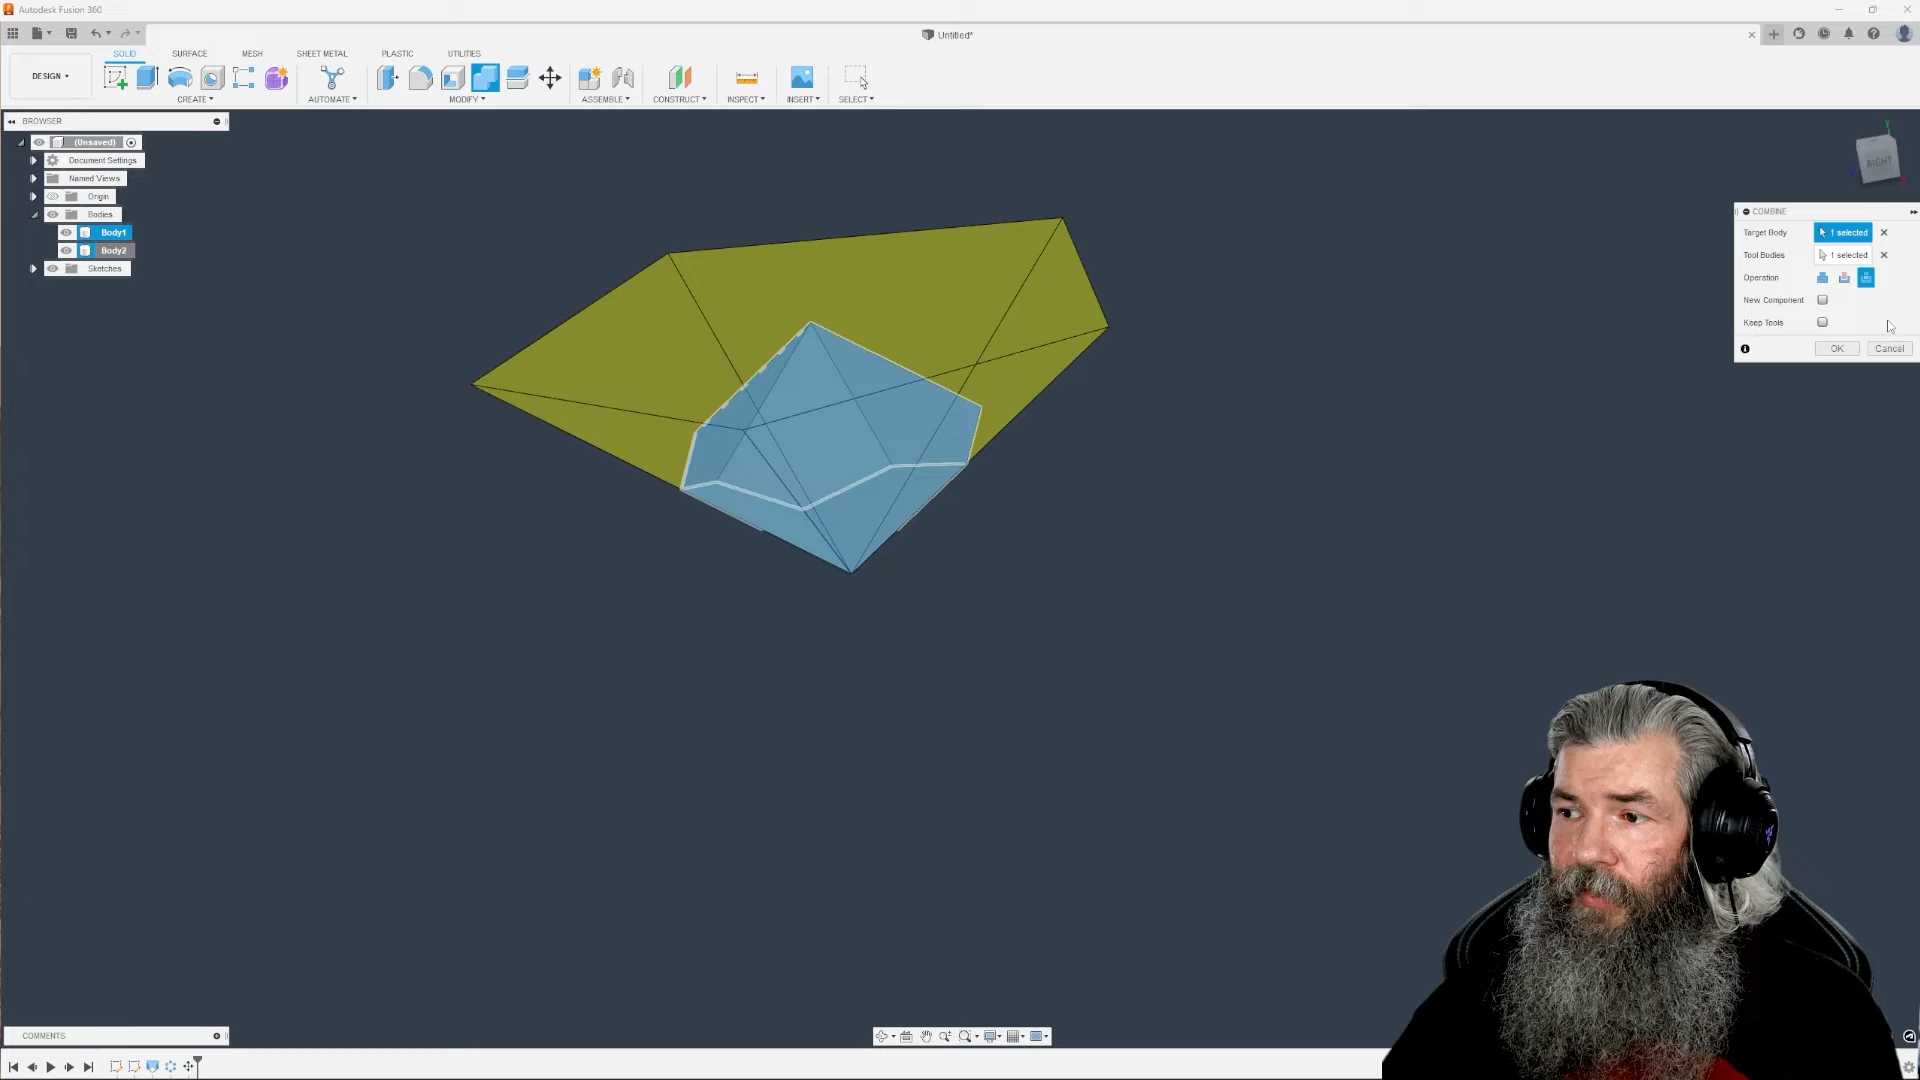 Autodesk Fusion 360
Untitled*
DESIGN
SOLID
SURFACE
MESH
SHEET METAL
PLASTIC
UTILITIES
CREATE
AUTOMATE
MODIFY
ASSEMBLE
CONSTRUCT
INSPECT
INSERT
SELECT
BROWSER
(Unsaved)
Document Settings
Named Views
Origin
Bodies
Body1
Body2
Sketches
RIGHT
COMBINE
Target Body 1 selected
Tool Bodies 1 selected
Operation
New Component
Keep Tools
OK Cancel
COMMENTS